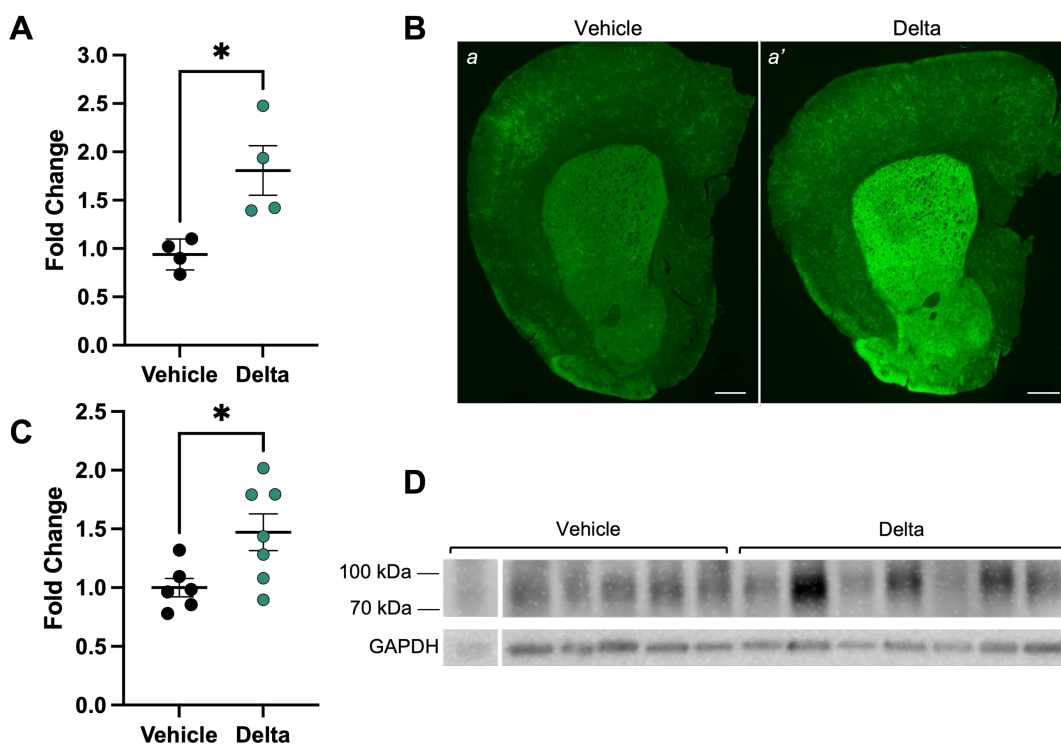 A
*
3.0
2.5
2.0
1.5
1.0
0.5
0.0
Fold Change
Vehicle Delta
B
Vehicle Delta
a a’
C
*
2.5
2.0
1.5
1.0
0.5
0.0
Fold Change
Vehicle Delta
D
Vehicle Delta
100 kDa
70 kDa
GAPDH